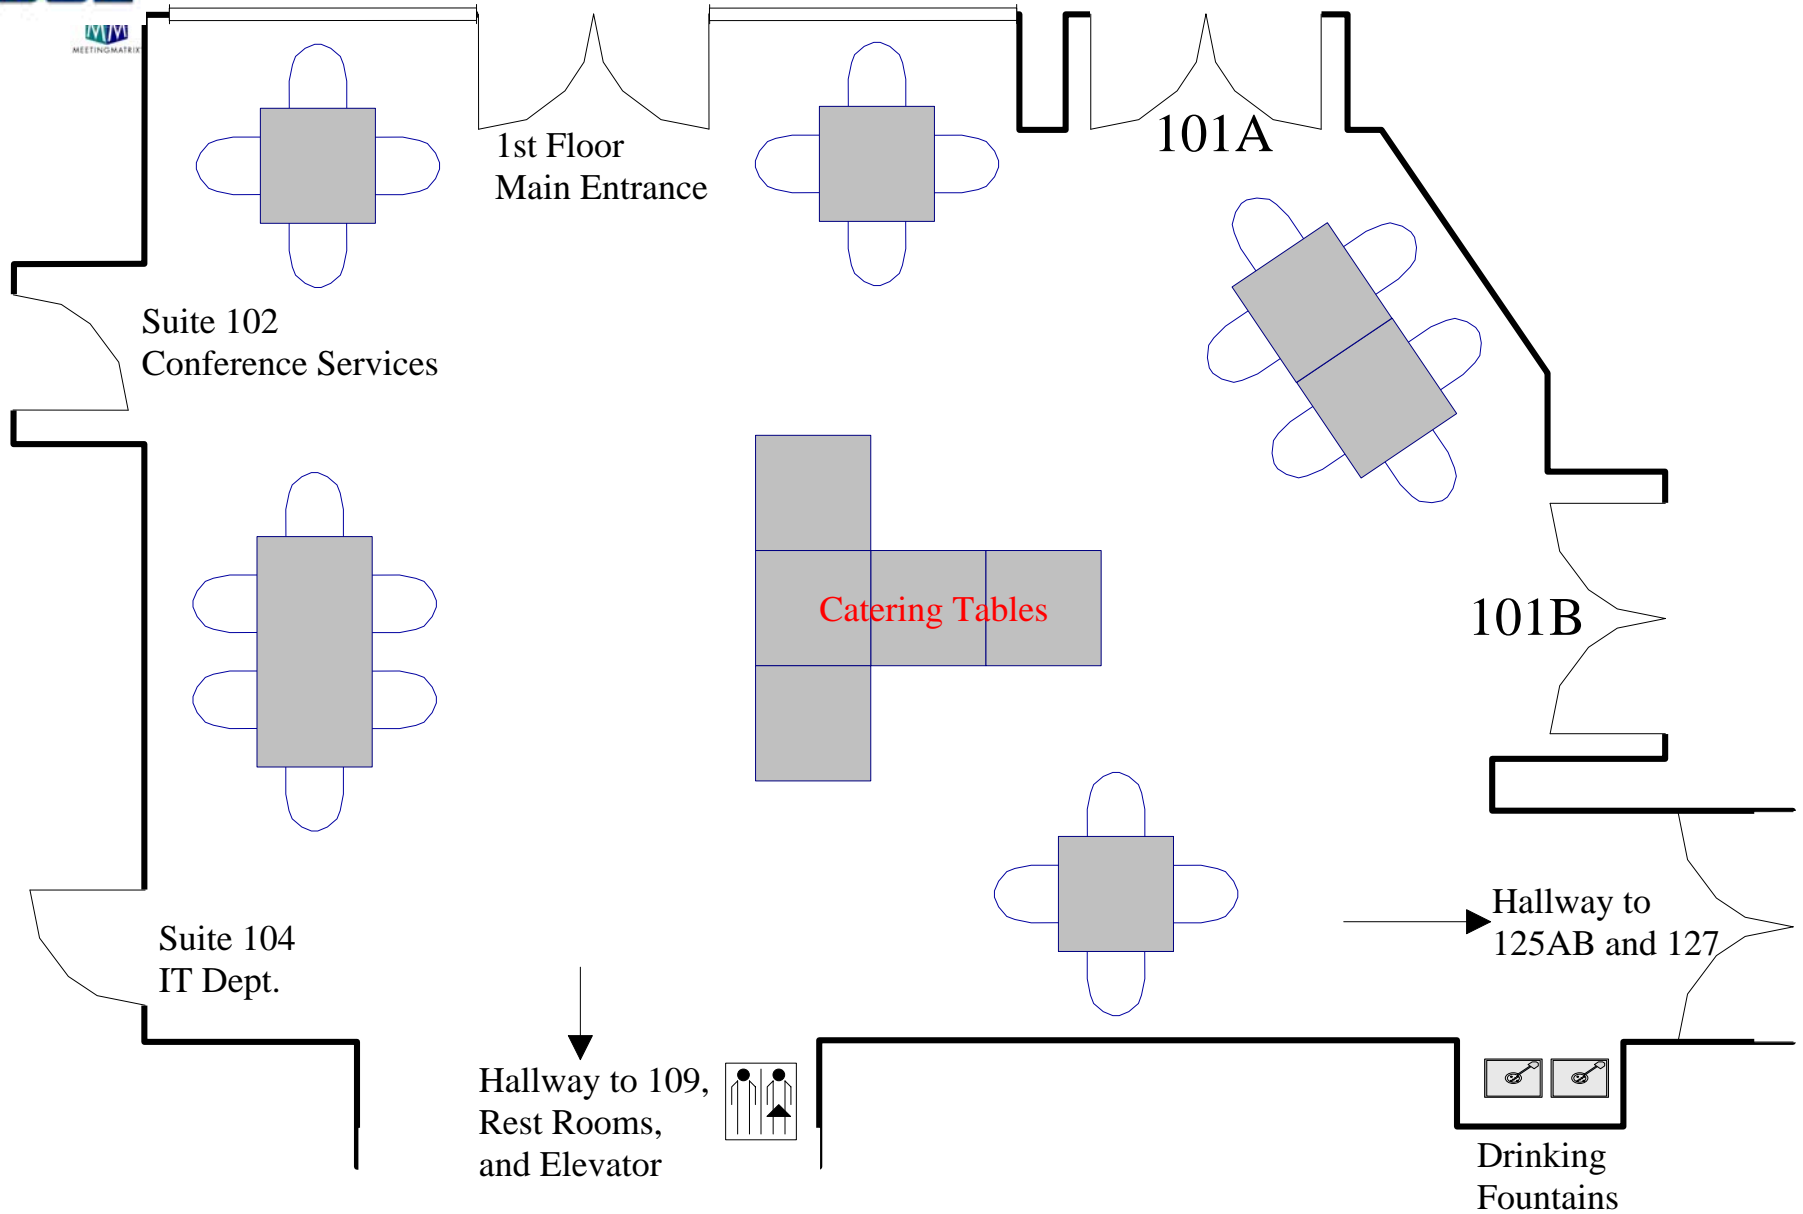 MEETINGMATRIX
1st Floor
Main Entrance
101A
Suite 102
Conference Services
Catering Tables
101B
Hallway to
125AB and 127
Suite 104
IT Dept.
Hallway to 109,
Rest Rooms,
and Elevator
Drinking
Fountains